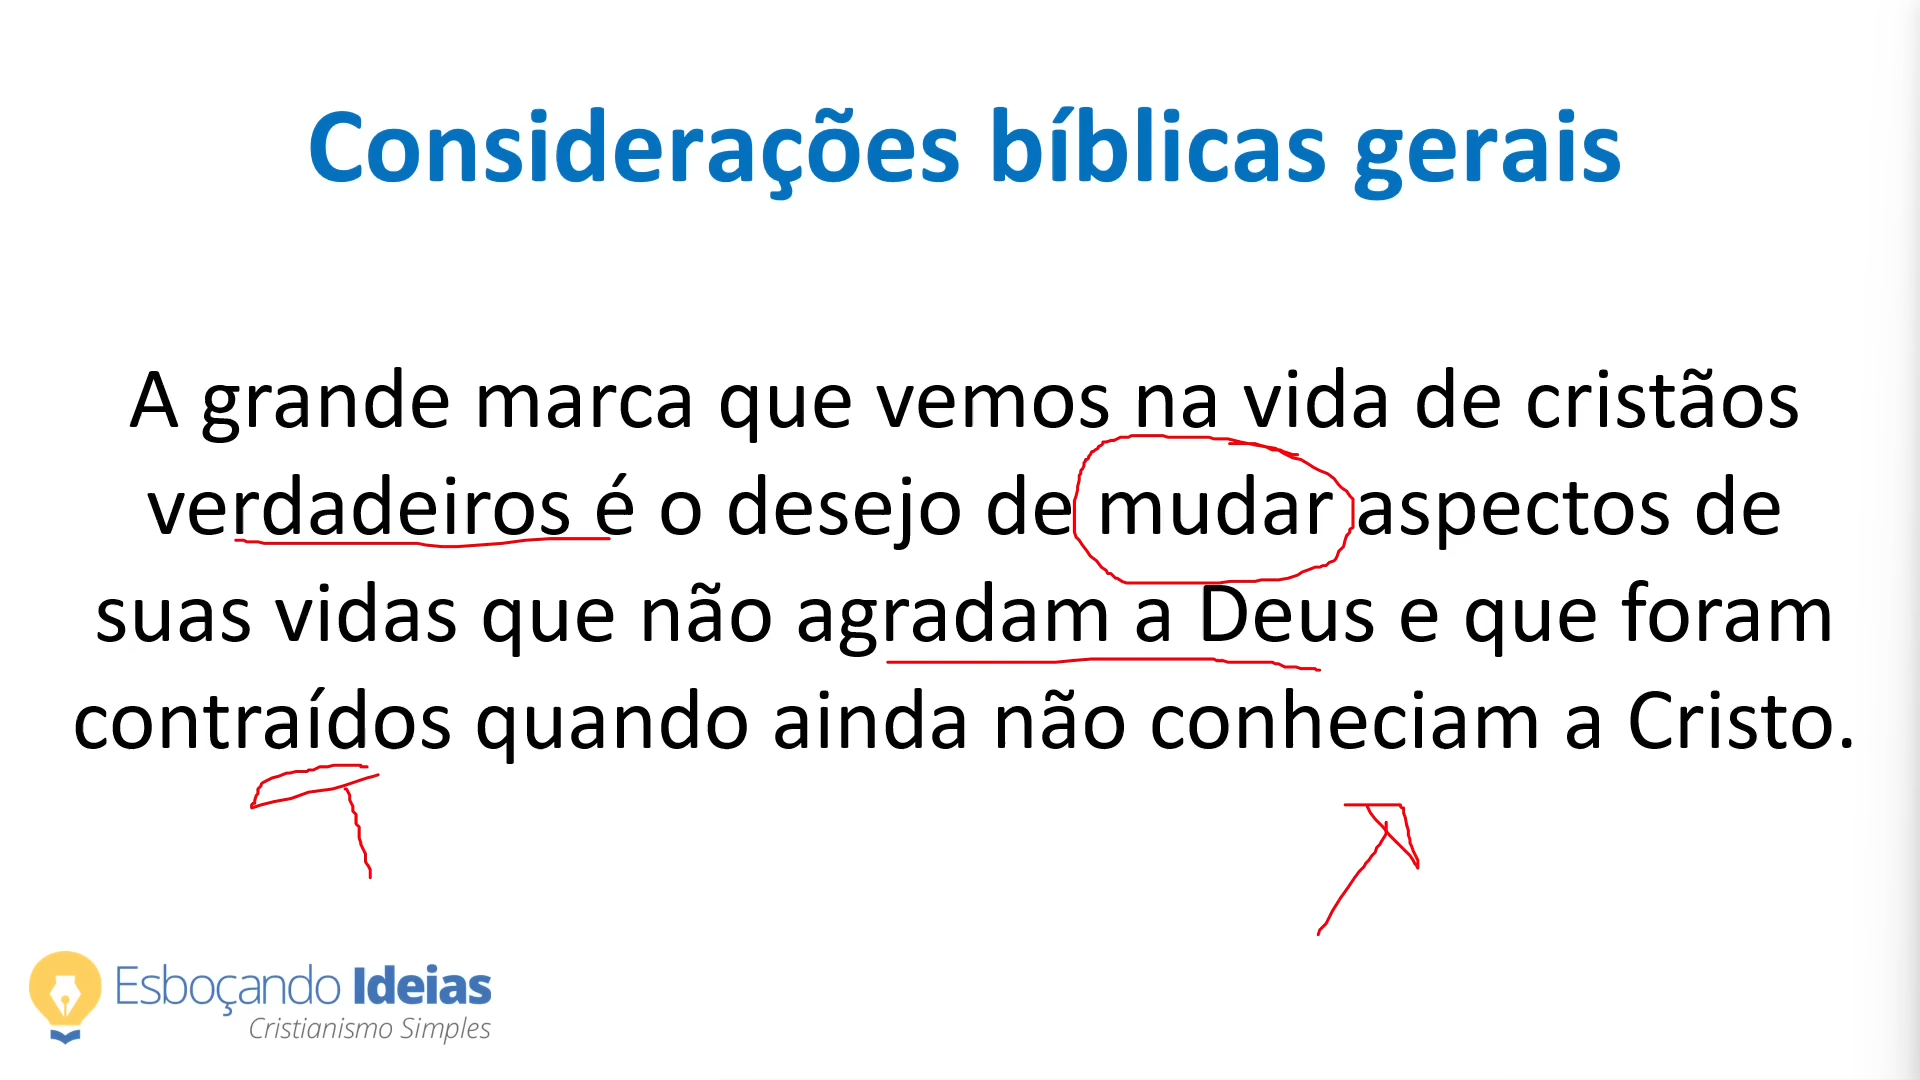 Considerações bíblicas gerais
A grande marca que vemos na vida de cristãos
verdadeiros é o desejo de mudar aspectos de
suas vidas que não agradam a Deus e que foram
contraídos quando ainda não conheciam a Cristo.
Esboçando Ideias
Cristianismo Simples